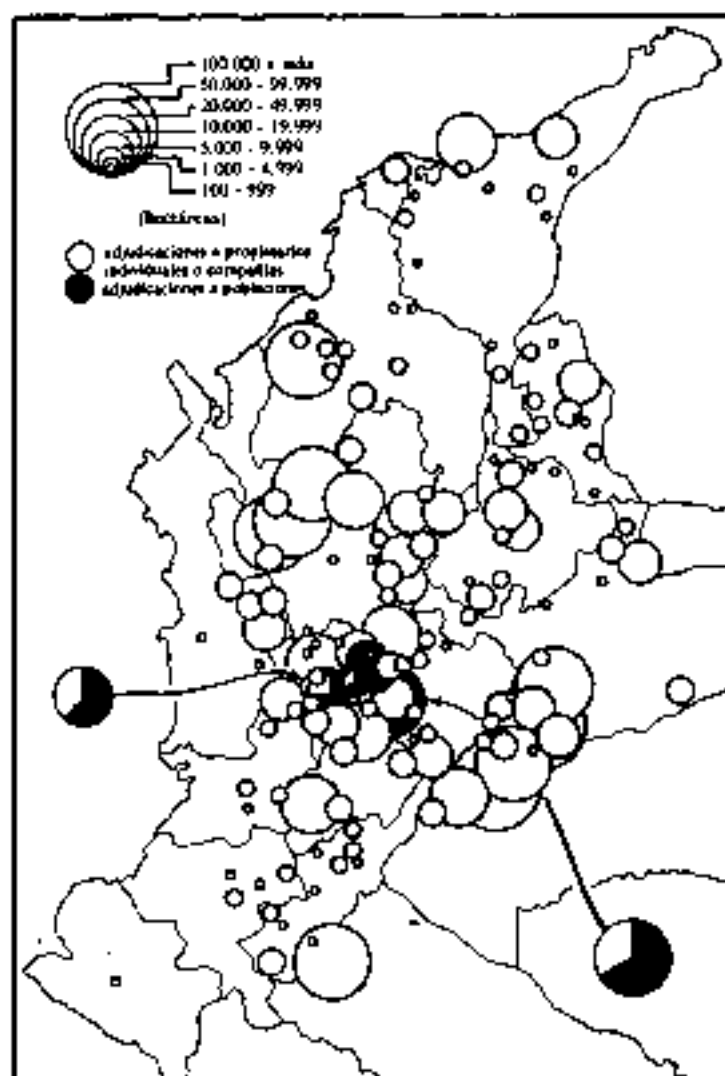 100 000 o más
50.000 - 99.999
20.000 - 49.999
10.000 - 19.999
5.000 - 9.999
1 000 - 4.999
100 - 999
(Hectáreas)
adjudicaciones a propietarios
individuales o compañías
adjudicaciones a poblaciones